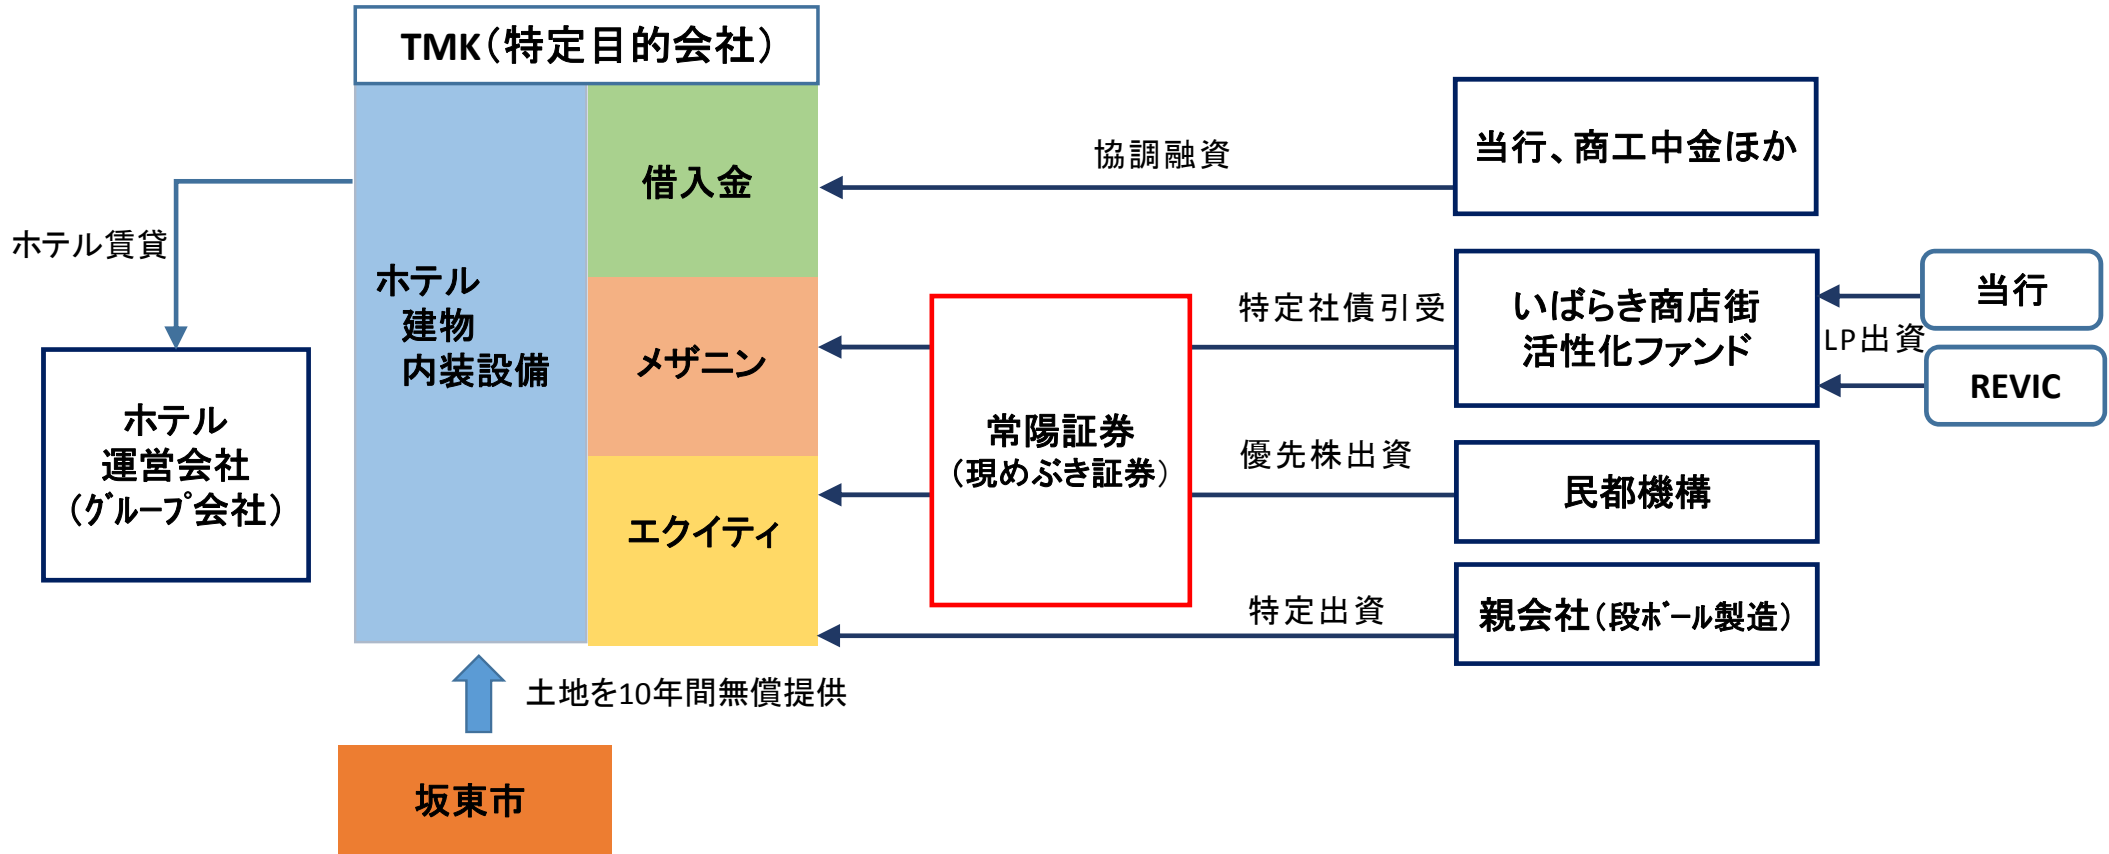 TMK（特定目的会社）
ホテル
建物
内装設備
借入金
メザニン
エクイティ
ホテル賃貸
ホテル
運営会社
（ｸﾞﾙｰﾌﾟ会社）
土地を10年間無償提供
坂東市
協調融資
当行、商工中金ほか
常陽証券
（現めぶき証券）
特定社債引受
いばらき商店街
活性化ファンド
当行
LP出資
REVIC
優先株出資
民都機構
特定出資
親会社（段ﾎﾞｰﾙ製造）